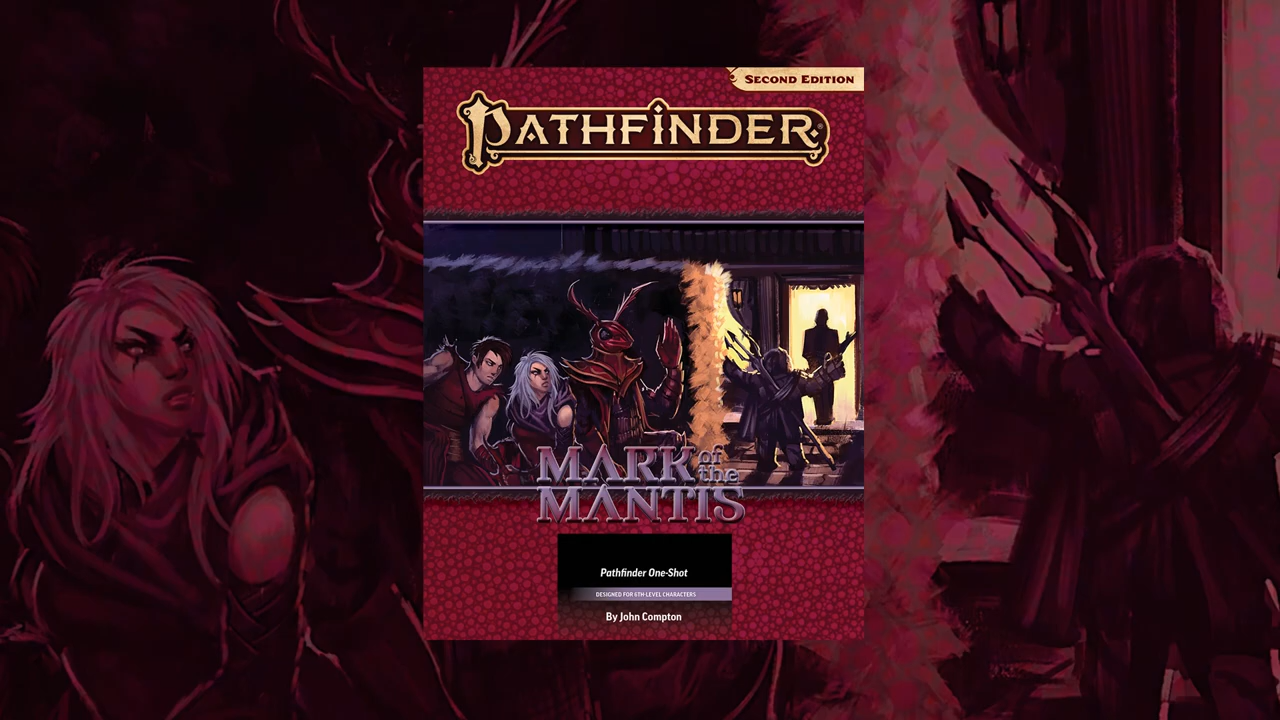 SECOND EDITION
PATHFINDER®
MARK of the
MANTIS
Pathfinder One-Shot
DESIGNED FOR 6TH LEVEL CHARACTERS
By John Compton